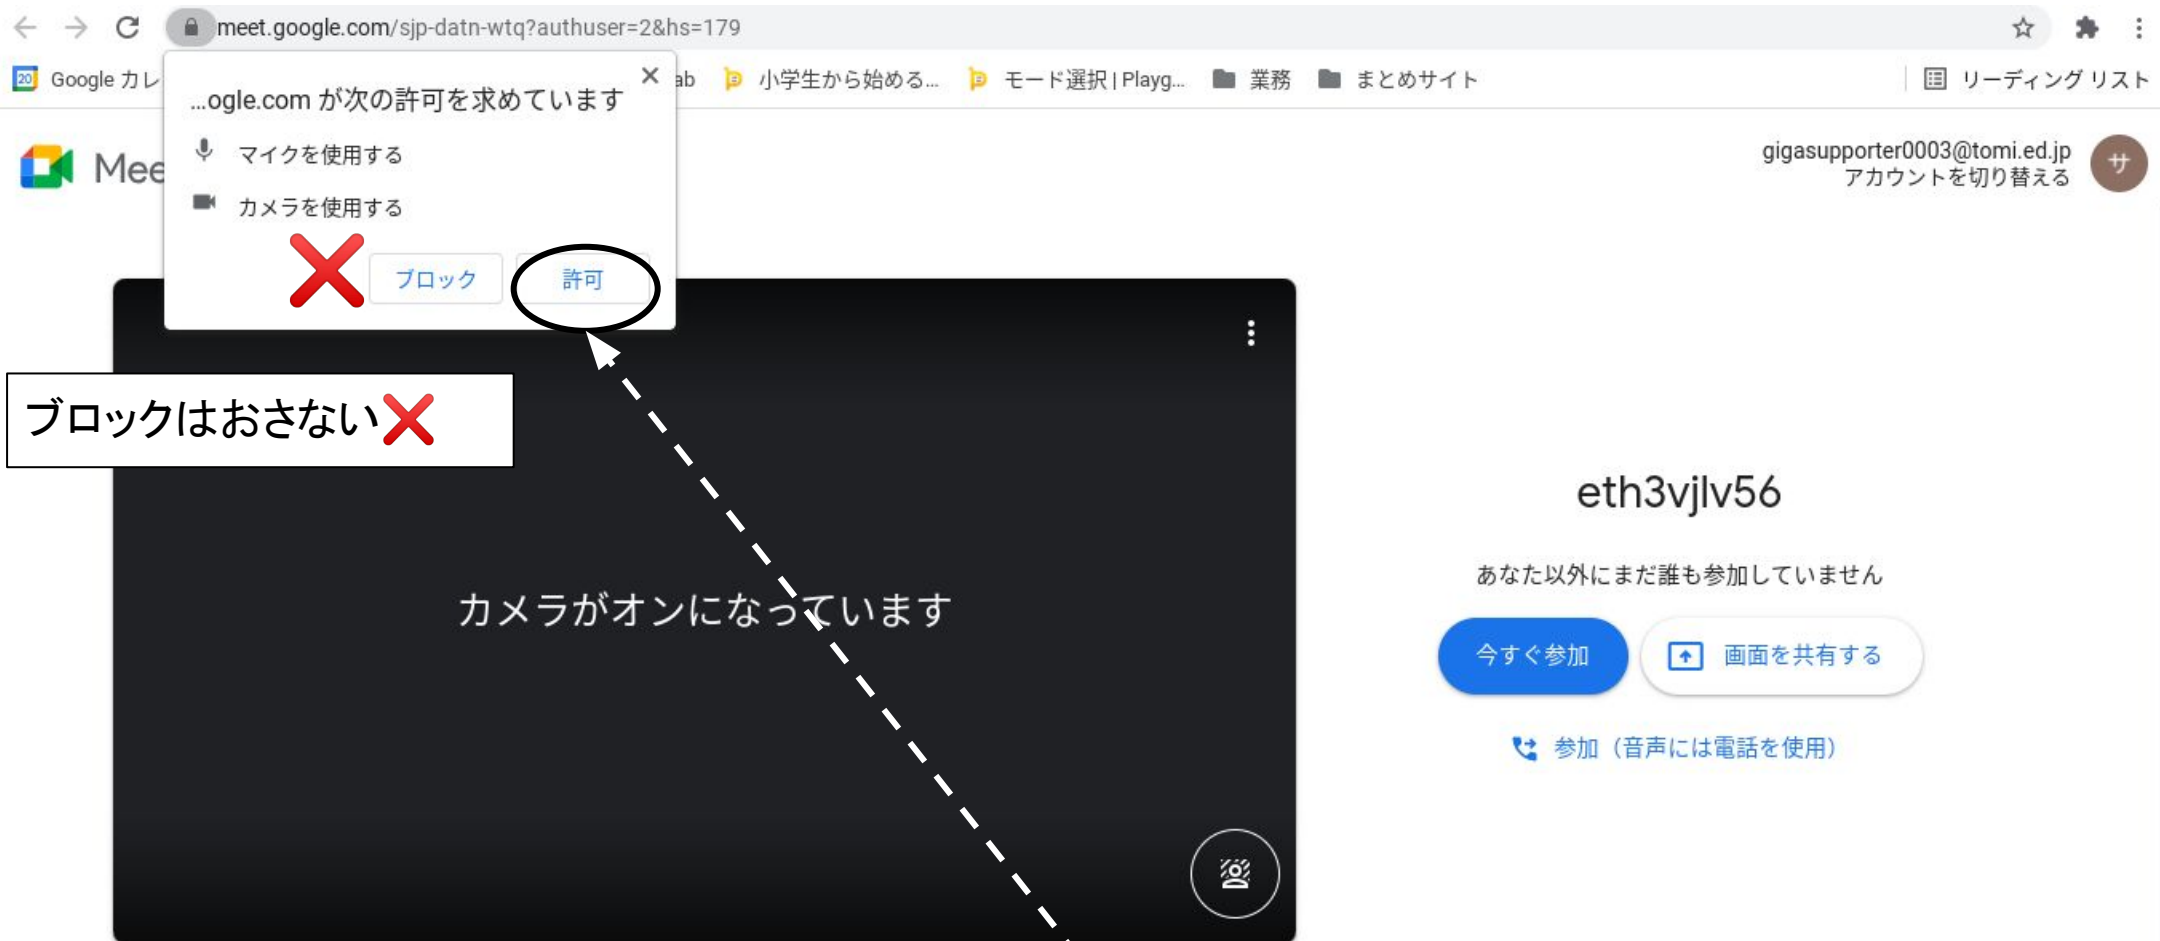 meet.google.com/sjp-datn-wtq?authuser=2&hs=179
20 Google カレ
ab
小学生から始める...
モード選択 | Playg...
業務
まとめサイト
リーディング リスト
...ogle.com が次の許可を求めています
マイクを使用する
カメラを使用する
ブロック
許可
Mee
gigasupporter0003@tomi.ed.jp
アカウントを切り替える
サ
ブロックはおさない❌
カメラがオンになっています
eth3vjlv56
あなた以外にまだ誰も参加していません
今すぐ参加
画面を共有する
参加（音声には電話を使用）